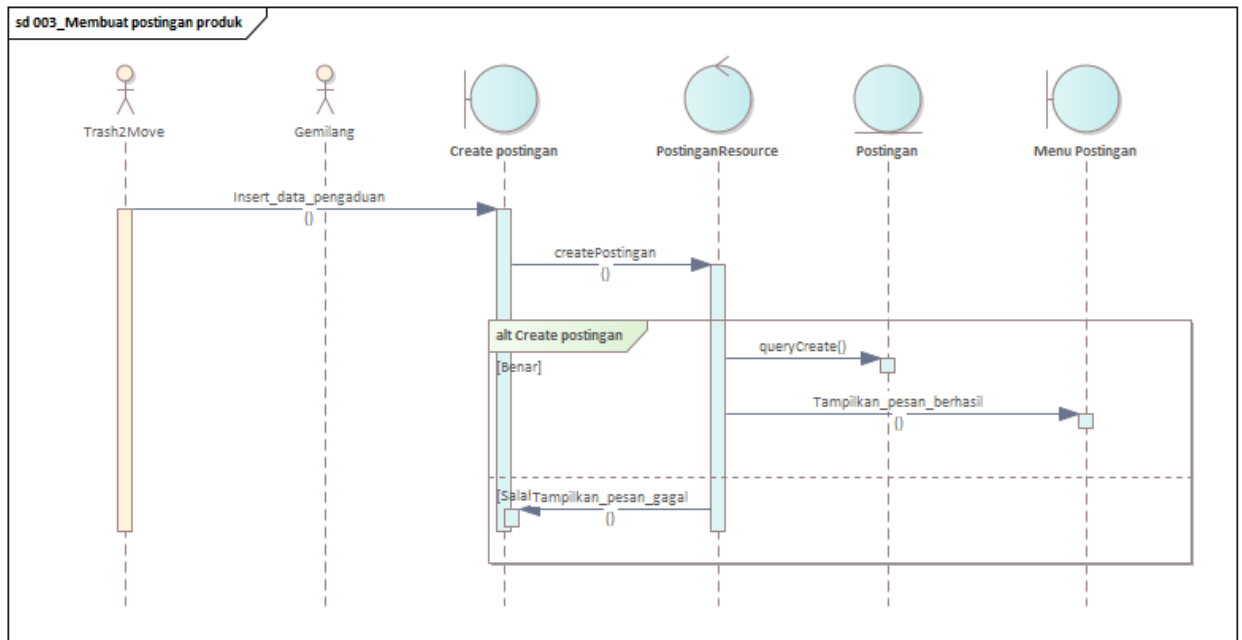 sd 003_Membuat postingan produk
Trash2Move
Gemilang
Create postingan
PostinganResource
Postingan
Menu Postingan
Insert_data_pengaduan
()
createPostingan
()
alt Create postingan
queryCreate()
[Benar]
Tampilkan_pesan_berhasil
()
[Salal Tampilkan_pesan_gagal
()